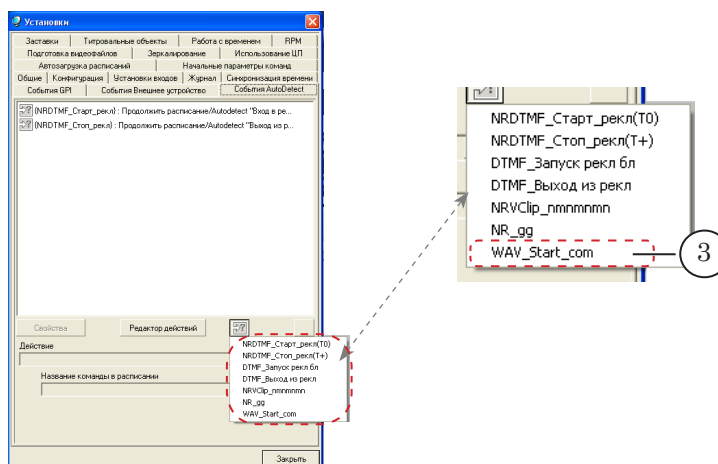 Установки
Заставки Титровальные объекты Работа с временем RPM
Подготовка видеофайлов Зеркалирование Использование ЦП
Автозагрузка расписаний Начальные параметры команд
Общие Конфигурация Установки входов Журнал Синхронизация времени
События GPI События Внешнее устройство События AutoDetect
(NRDTMF_Старт_рекл) : Продолжить расписание/Autodetect "Вход в ре...
(NRDTMF_Стоп_рекл) : Продолжить расписание/Autodetect "Выход из р...
Свойства Редактор действий
Действие
Название команды в расписании
NRDTMF_Старт_рекл(T0)
NRDTMF_Стоп_рекл(T+)
DTMF_Запуск рекл бл
DTMF_Выход из рекл
NRVClip_nmnmnmn
NR_gg
WAV_Start_com
Закрыть
NRDTMF_Старт_рекл(T0)
NRDTMF_Стоп_рекл(T+)
DTMF_Запуск рекл бл
DTMF_Выход из рекл
NRVClip_nmnmnmn
NR_gg
WAV_Start_com
3